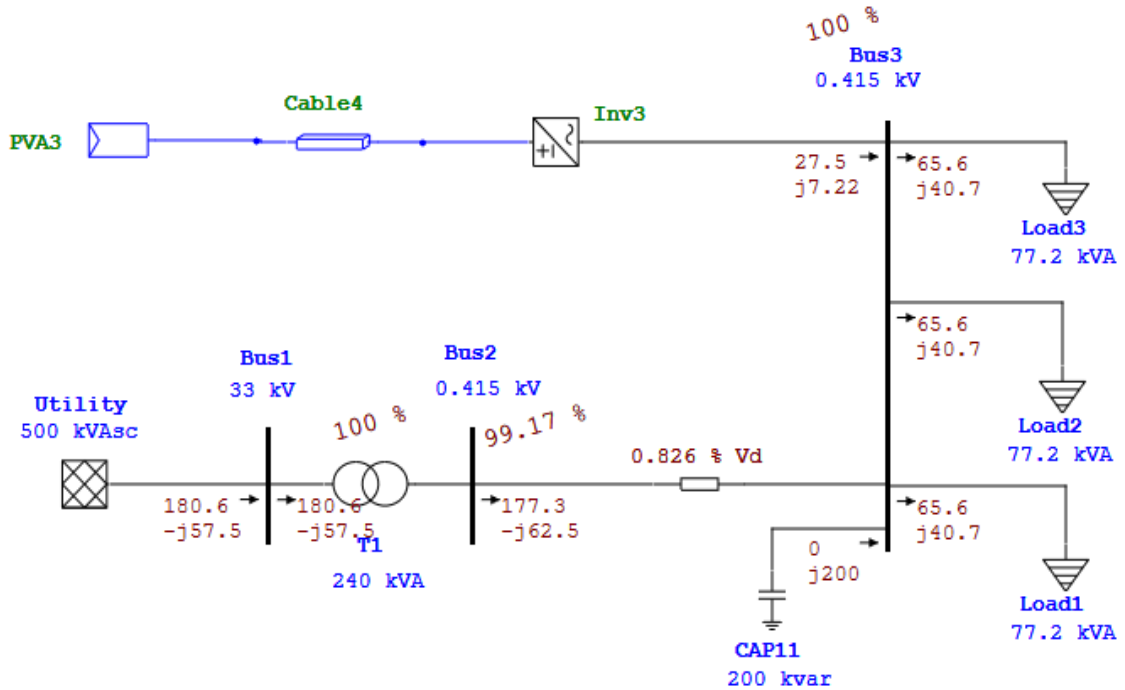 100 %
Bus3
0.415 kV
Cable4
Inv3
PVA3
27.5
j7.22
65.6
j40.7
Load3
77.2 kVA
65.6
j40.7
Bus1
33 kV
Bus2
0.415 kV
Utility
500 kVAsc
100 %
99.17 %
Load2
77.2 kVA
0.826 % Vd
180.6
-j57.5
180.6
-j57.5
T1
240 kVA
177.3
-j62.5
65.6
j40.7
0
j200
Load1
77.2 kVA
CAP11
200 kvar